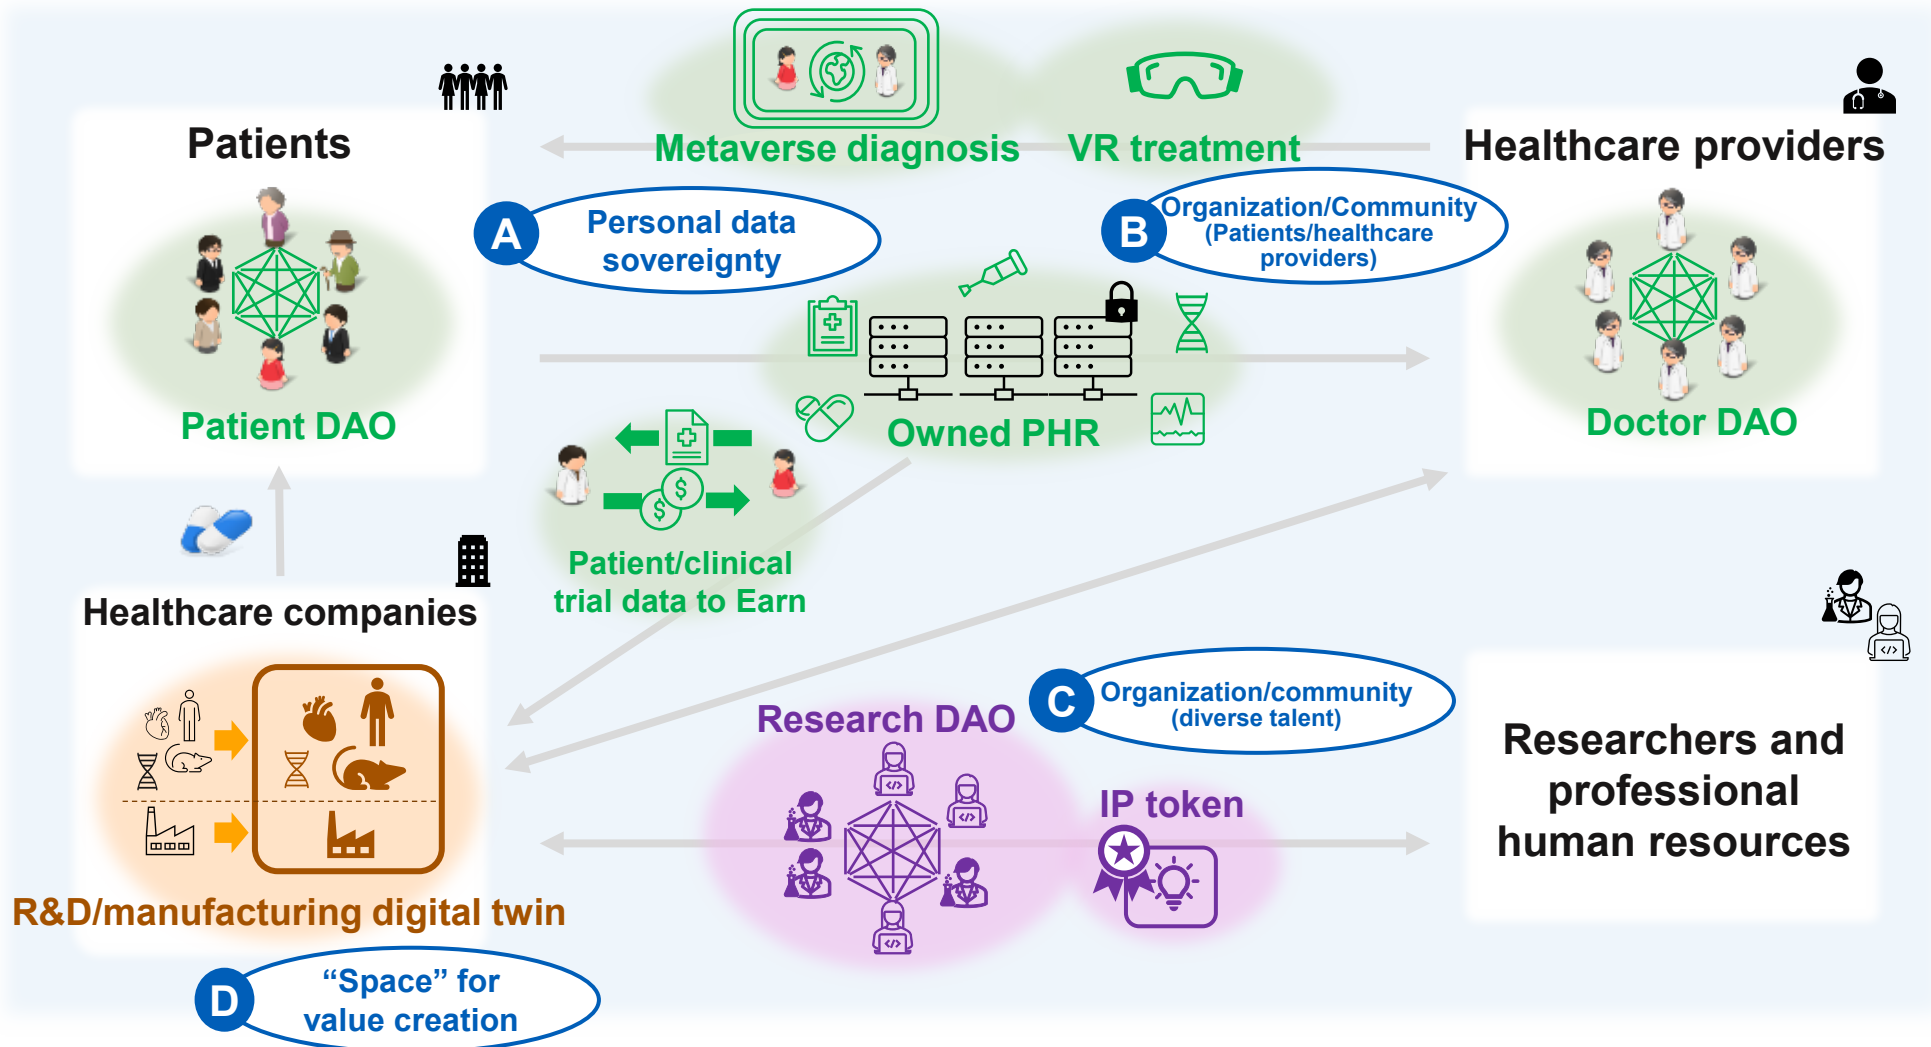 Patients
Metaverse diagnosis
VR treatment
Healthcare providers
A
Personal data
sovereignty
B
Organization/Community
(Patients/healthcare
providers)
Patient DAO
Owned PHR
Doctor DAO
$
$
Patient/clinical
trial data to Earn
Healthcare companies
</>
C
Organization/community
(diverse talent)
Research DAO
</>
</>
IP token
</>
Researchers and
professional
human resources
R&D/manufacturing digital twin
D
“Space” for
value creation